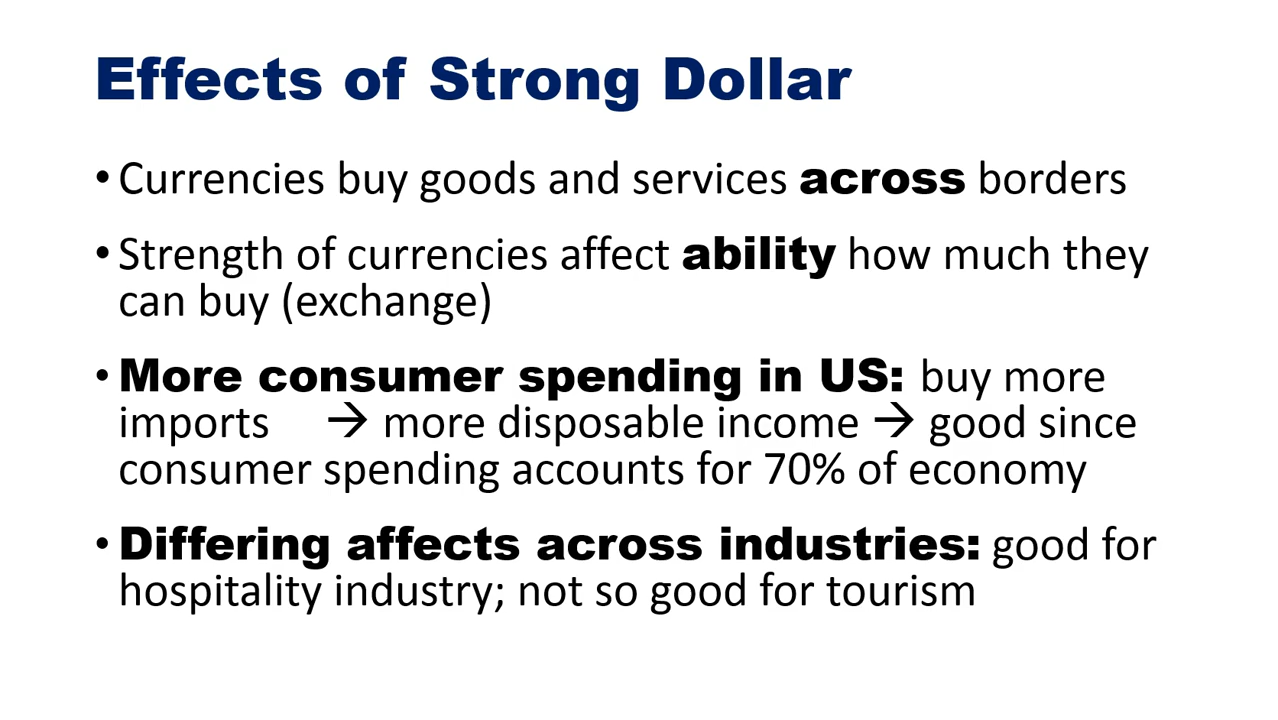 Effects of Strong Dollar
• Currencies buy goods and services across borders
• Strength of currencies affect ability how much they
can buy (exchange)
• More consumer spending in US: buy more
imports → more disposable income → good since
consumer spending accounts for 70% of economy
• Differing affects across industries: good for
hospitality industry; not so good for tourism